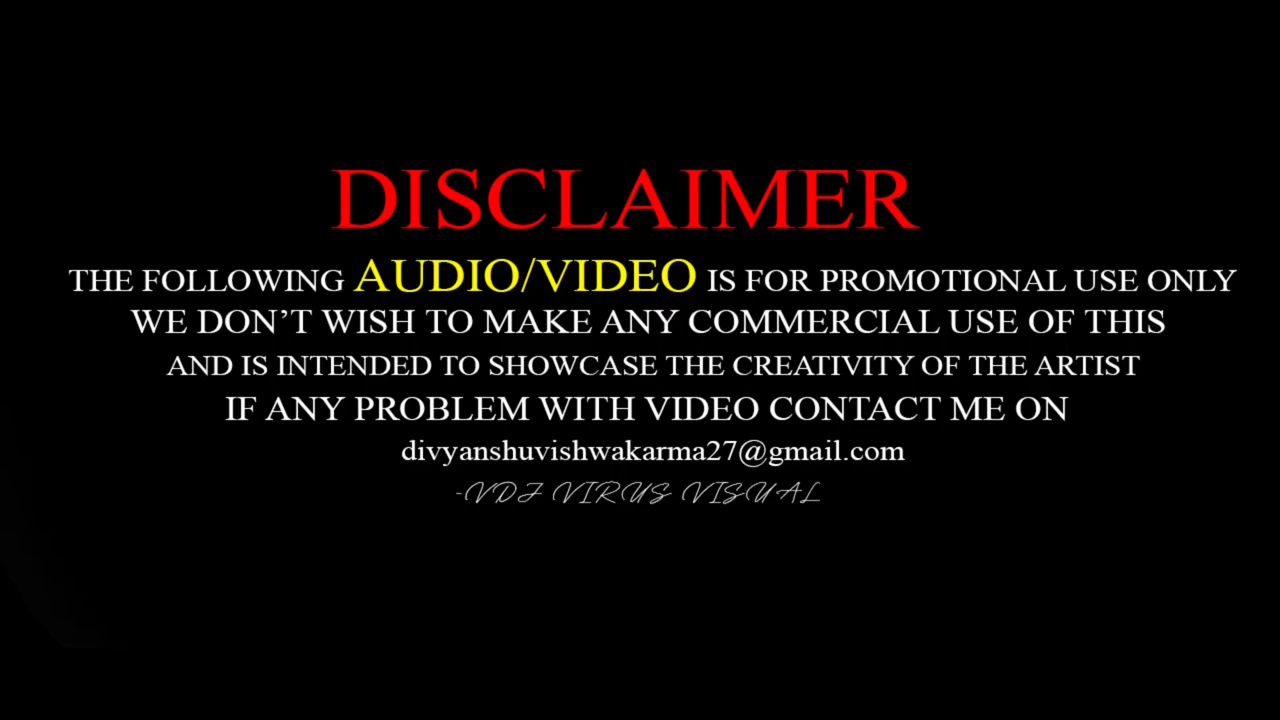 DISCLAIMER
THE FOLLOWING AUDIO/VIDEO IS FOR PROMOTIONAL USE ONLY
WE DON’T WISH TO MAKE ANY COMMERCIAL USE OF THIS
AND IS INTENDED TO SHOWCASE THE CREATIVITY OF THE ARTIST
IF ANY PROBLEM WITH VIDEO CONTACT ME ON
divyanshuvishwakarma27@gmail.com
-VDJ VIRUS VISUAL